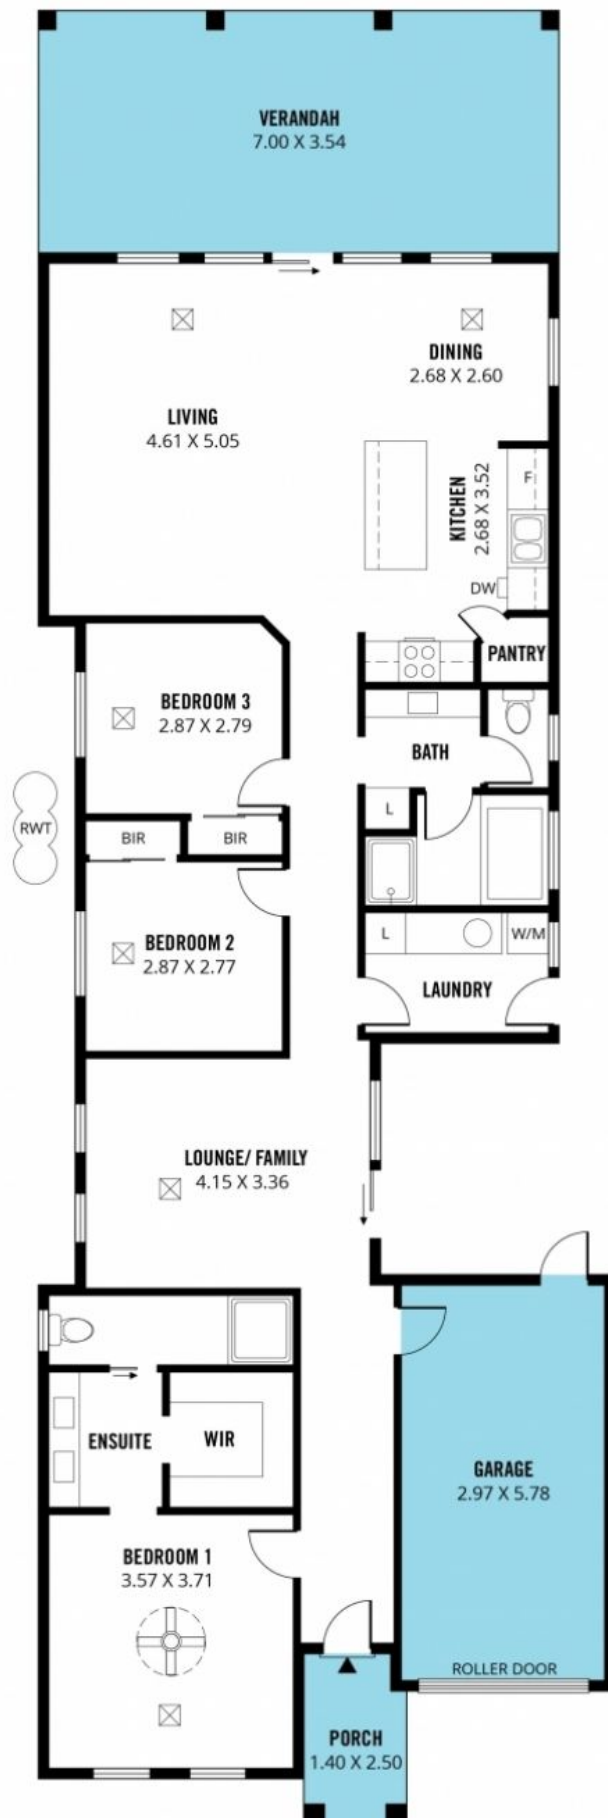 VERANDAH
7.00 X 3.54
DINING
2.68 X 2.60
LIVING
4.61 X 5.05
KITCHEN
2.68 X 3.52
F
DW
PANTRY
BEDROOM 3
2.87 X 2.79
BATH
L
RWT
BIR
BIR
L
W/M
BEDROOM 2
2.87 X 2.77
LAUNDRY
LOUNGE/ FAMILY
4.15 X 3.36
ENSUITE
WIR
GARAGE
2.97 X 5.78
BEDROOM 1
3.57 X 3.71
ROLLER DOOR
PORCH
1.40 X 2.50